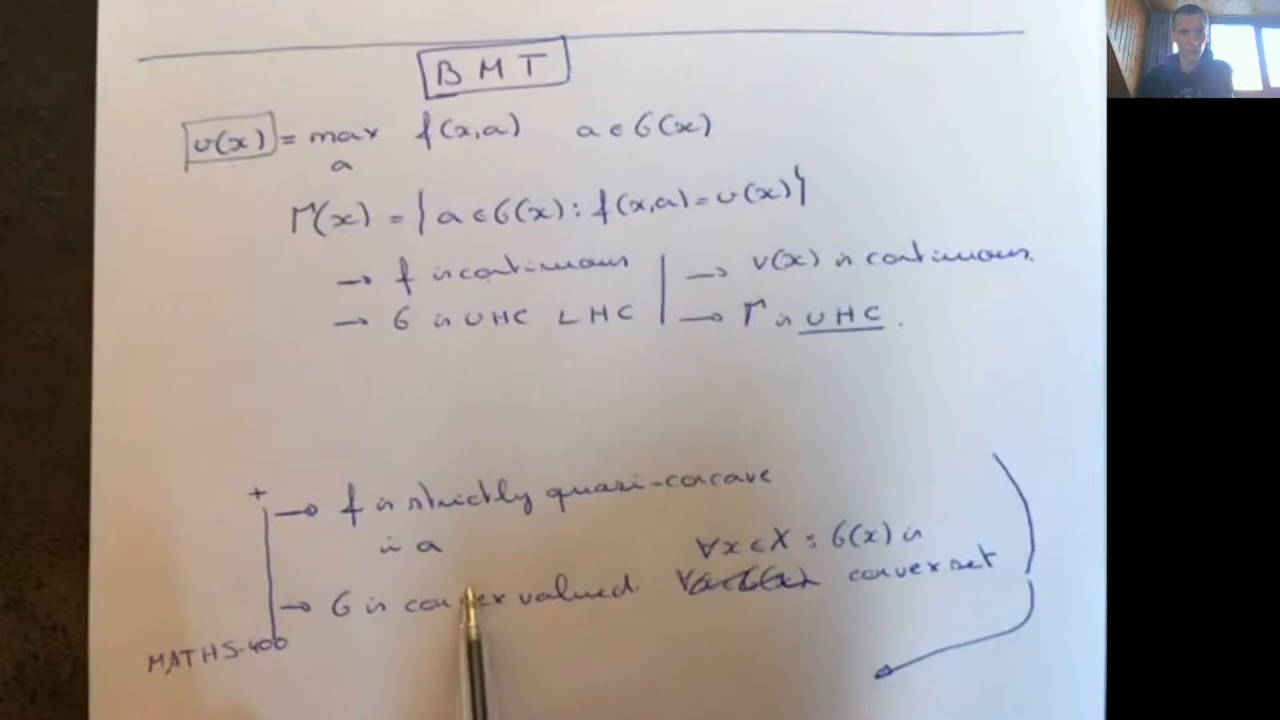 BMT
v(x) = max f(x,a) a ∈ G(x)
a
Γ(x) = { a ∈ G(x) : f(x,a) = v(x) }
→ f is continuous | → v(x) is continuous.
→ G is UHC LHC | → Γ is UHC.
+ → f is strictly quasi-concave
in a
∀x ∈ X : G(x) is
→ G is convex valued. convex set
MATHS-400